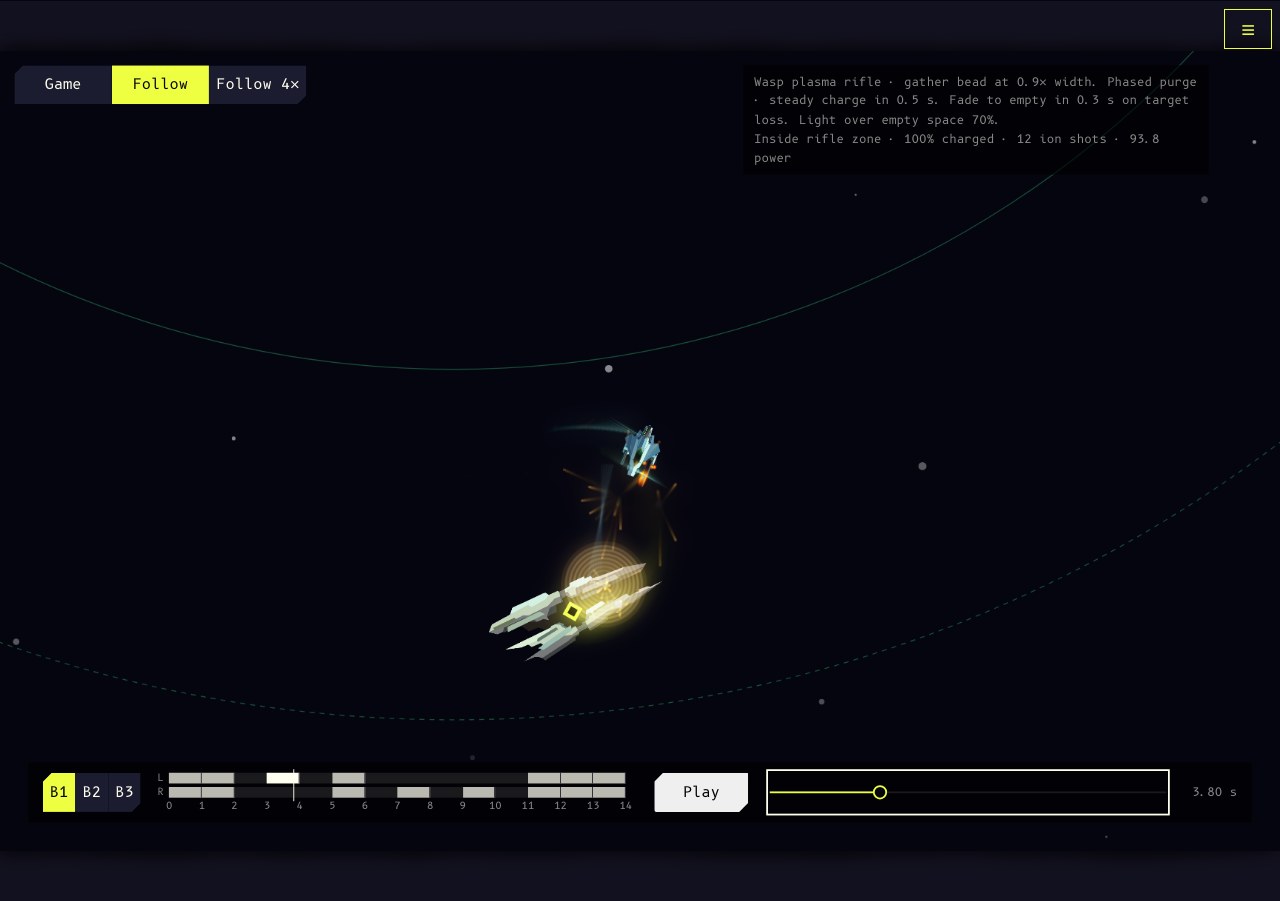 ≡
Game
Follow
Follow 4×
Wasp plasma rifle · gather bead at 0.9× width. Phased purge
· steady charge in 0.5 s. Fade to empty in 0.3 s on target
loss. Light over empty space 70%.
Inside rifle zone · 100% charged · 12 ion shots · 93.8
power
B1 B2 B3
L
R
0 1 2 3 4 5 6 7 8 9 10 11 12 13 14
Play
3.80 s